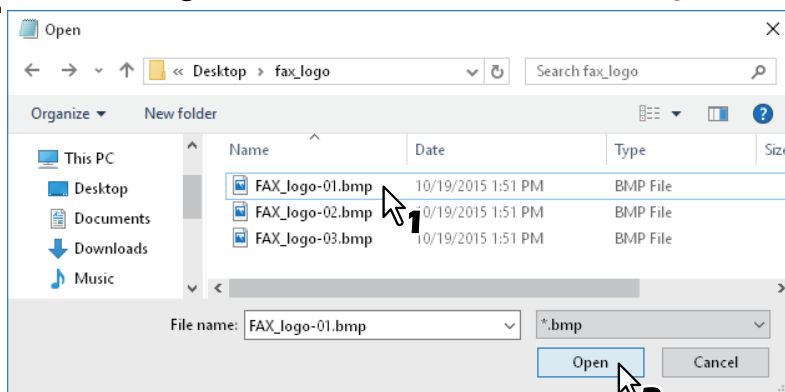 Open
« Desktop › fax_logo
Search fax_logo
Organize
New folder
This PC
Desktop
Documents
Downloads
Music
Name
Date
Type
FAX_logo-01.bmp 10/19/2015 1:51 PM BMP File
FAX_logo-02.bmp 10/19/2015 1:51 PM BMP File
FAX_logo-03.bmp 10/19/2015 1:51 PM BMP File
1
File name: FAX_logo-01.bmp
*.bmp
Open
Cancel